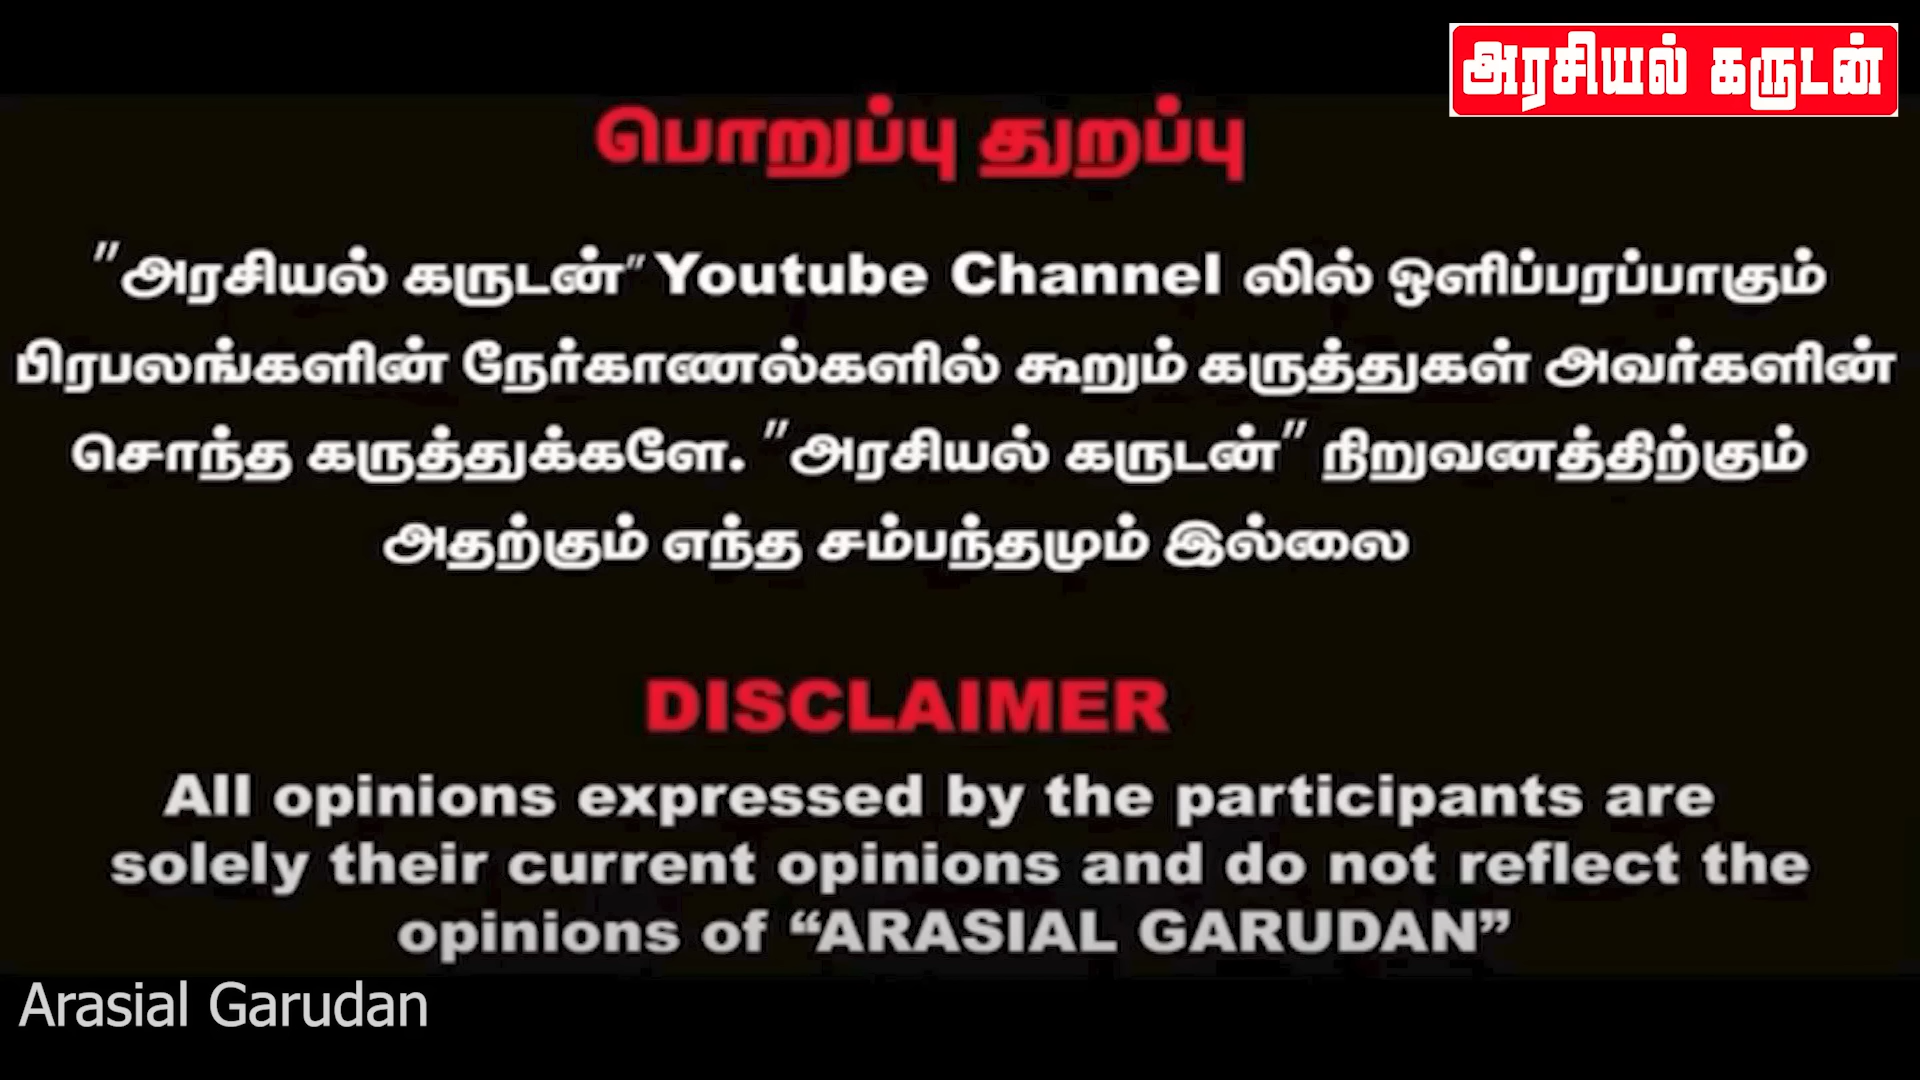 அரசியல் கருடன்
பொறுப்பு துறப்பு
"அரசியல் கருடன்" Youtube Channel லில் ஒளிப்பரப்பாகும்
பிரபலங்களின் நேர்காணல்களில் கூறும் கருத்துகள் அவர்களின்
சொந்த கருத்துக்களே. "அரசியல் கருடன்" நிறுவனத்திற்கும்
அதற்கும் எந்த சம்பந்தமும் இல்லை
DISCLAIMER
All opinions expressed by the participants are
solely their current opinions and do not reflect the
opinions of “ARASIAL GARUDAN”
Arasial Garudan